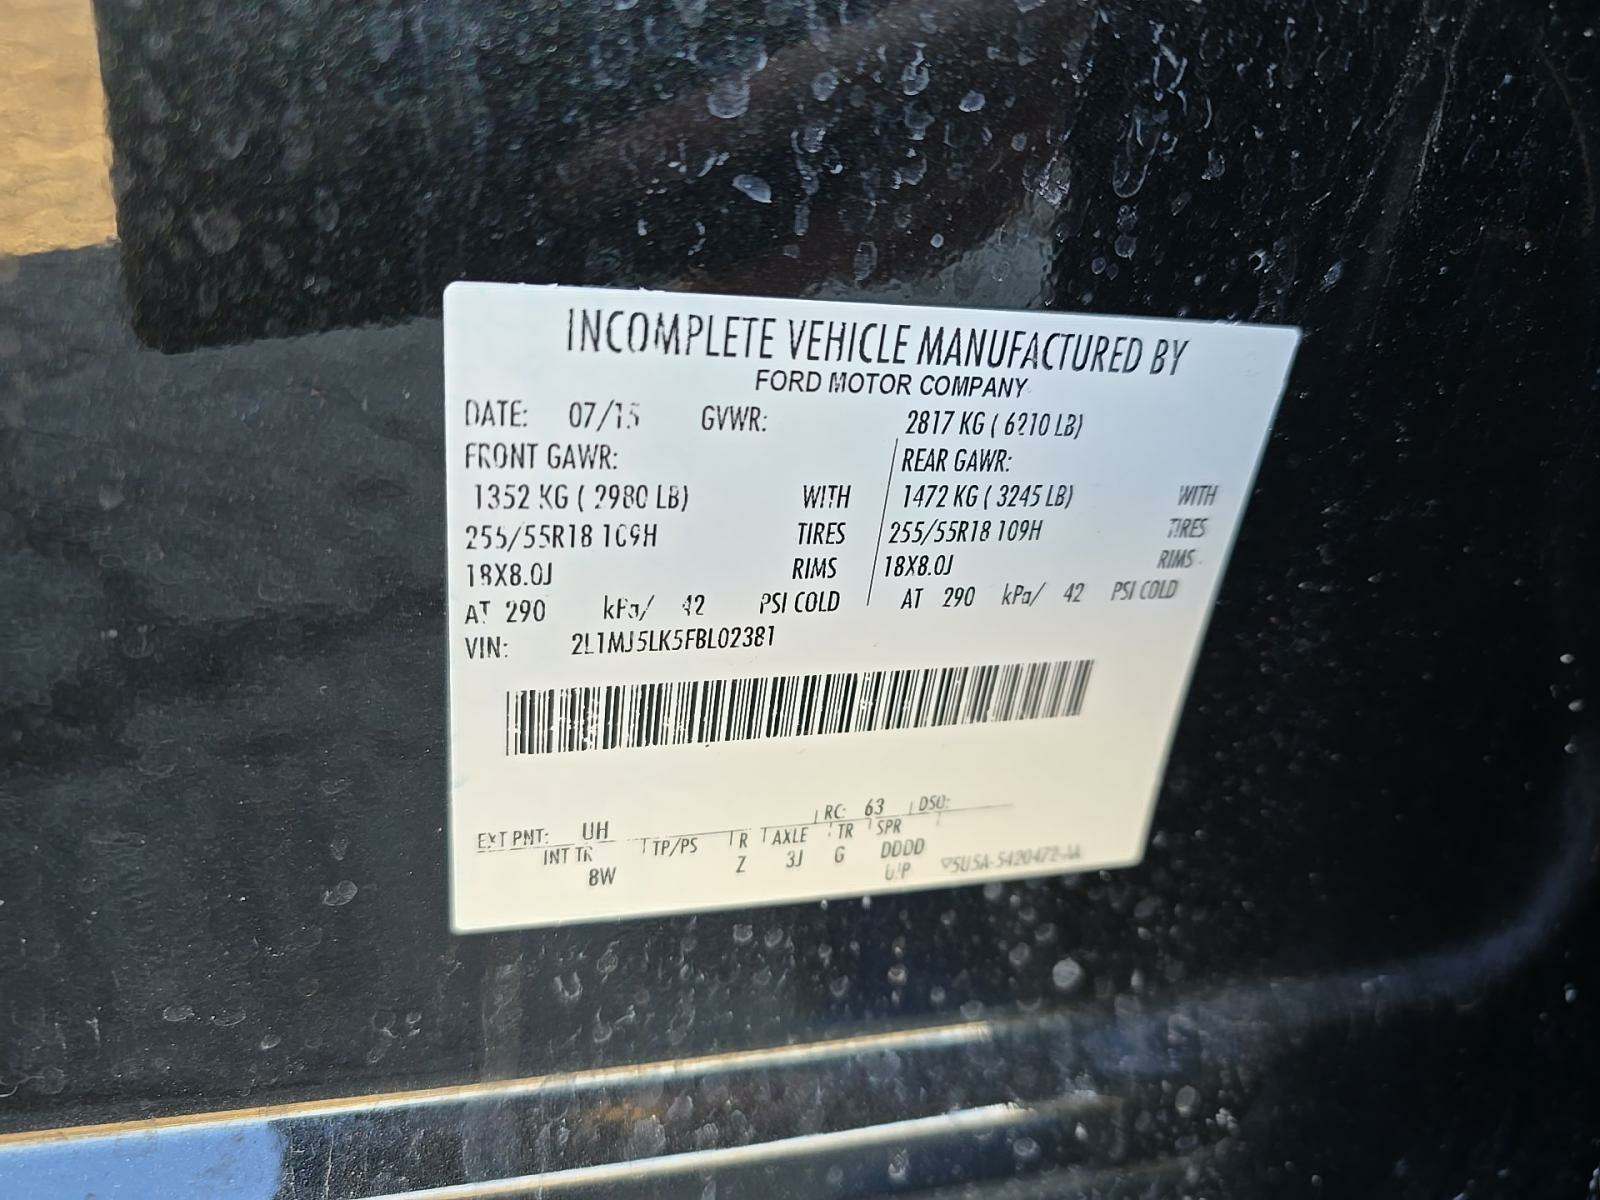 INCOMPLETE VEHICLE MANUFACTURED BY
FORD MOTOR COMPANY
DATE: 07/15 GVWR: 2817 KG ( 6210 LB)
FRONT GAWR: REAR GAWR:
1352 KG ( 2980 LB) WITH 1472 KG ( 3245 LB) WITH
255/55R18 109H TIRES 255/55R18 109H TIRES
18X8.0J RIMS 18X8.0J RIMS
AT 290 kPa/ 42 PSI COLD AT 290 kPa/ 42 PSI COLD
VIN: 2L1MJ5LK5FBL02381
EXT PNT: UH RC: 63 DSO:
INT TR TP/PS R AXLE TR SPR
8W Z 3J G DDDD
U/P 5U5A-5420472-AA